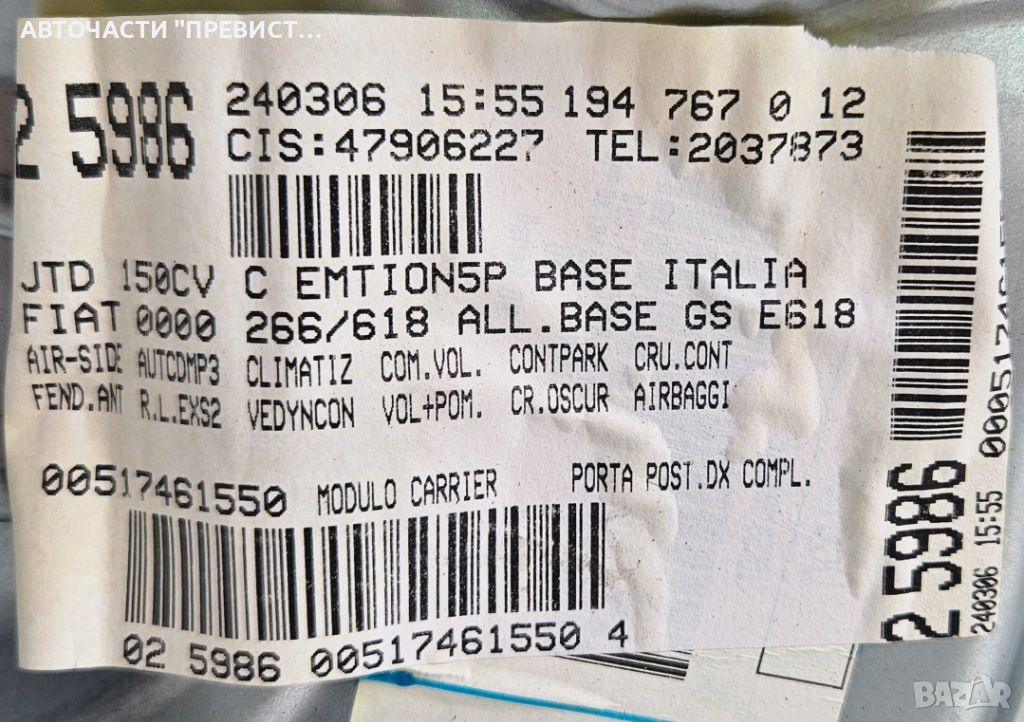 АВТОЧАСТИ "ПРЕВИСТ...
2 5986 240306 15:55 194 767 0 12
CIS:47906227 TEL:2037873
JTD 150CV C EMTION5P BASE ITALIA
FIAT 0000 266/618 ALL.BASE GS E618
AIR-SIDE AUTCDMP3 CLIMATIZ COM.VOL. CONTPARK CRU.CONT
FEND.ANT R.L.EXS2 VEDYNCON VOL+POM. CR.OSCUR AIRBAGGI
00517461550 MODULO CARRIER PORTA POST.DX COMPL.
02 5986 00517461550 4
2 5986
240306 15:55
BAZAR